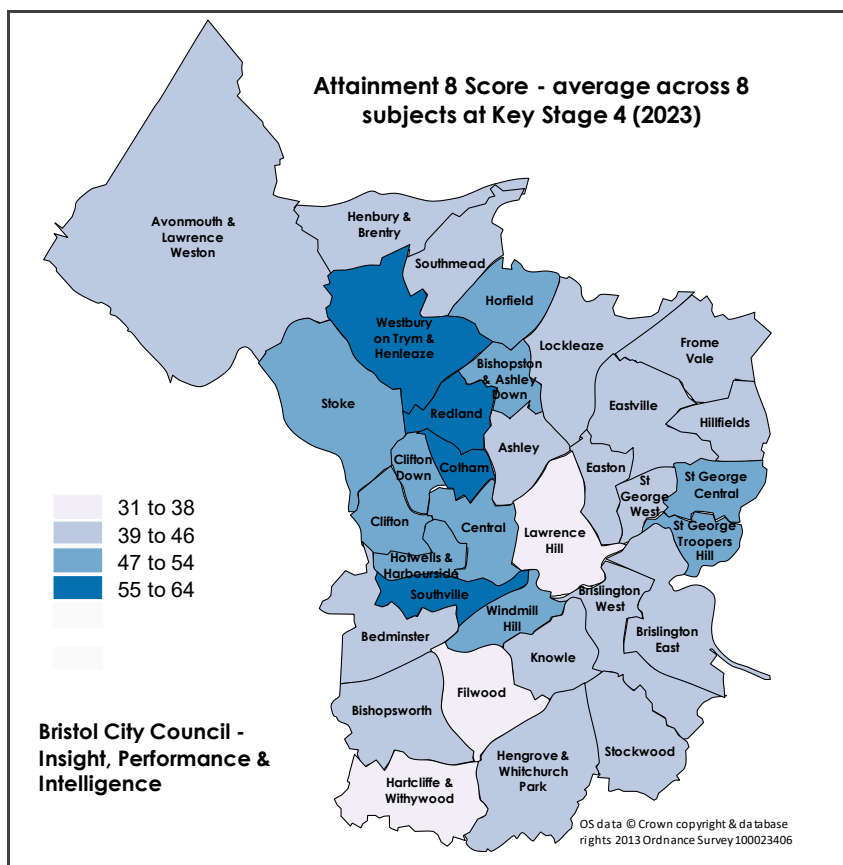 Attainment 8 Score - average across 8
subjects at Key Stage 4 (2023)
Avonmouth &
Lawrence
Weston
Henbury &
Brentry
Southmead
Horfield
Westbury
on Trym &
Henleaze
Lockleaze
Frome
Vale
Bishopston
& Ashley
Down
Stoke
Redland
Eastville
Hillfields
Ashley
Clifton
Down
Cotham
Easton
St
George
West
St George
Central
31 to 38
39 to 46
47 to 54
55 to 64
Clifton
Central
Lawrence
Hill
St George
Troopers
Hill
Hotwells &
Harbourside
Southville
Windmill
Hill
Brislington
West
Bedminster
Knowle
Brislington
East
Filwood
Bishopsworth
Bristol City Council -
Insight, Performance &
Intelligence
Hengrove &
Whitchurch
Park
Stockwood
Hartcliffe &
Withywood
OS data © Crown copyright & database
rights 2013 Ordnance Survey 100023406